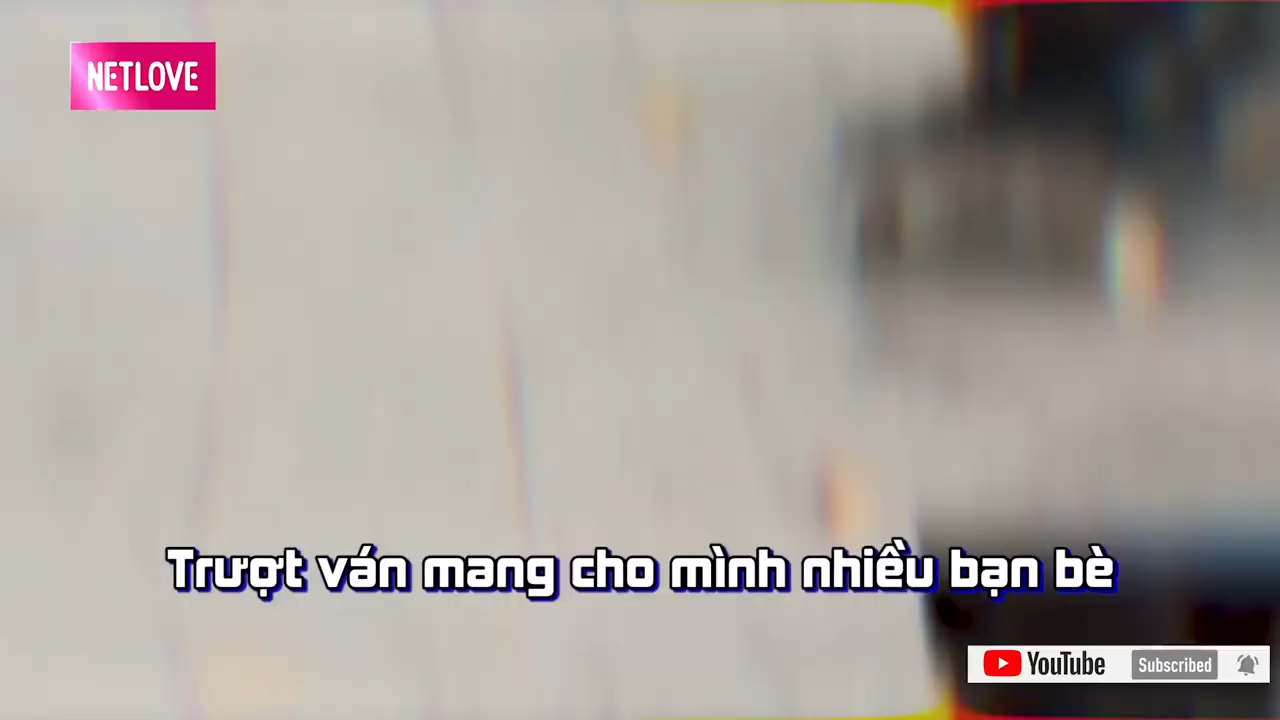 NETLOVE
Trượt ván mang cho mình nhiều bạn bè
YouTube Subscribed